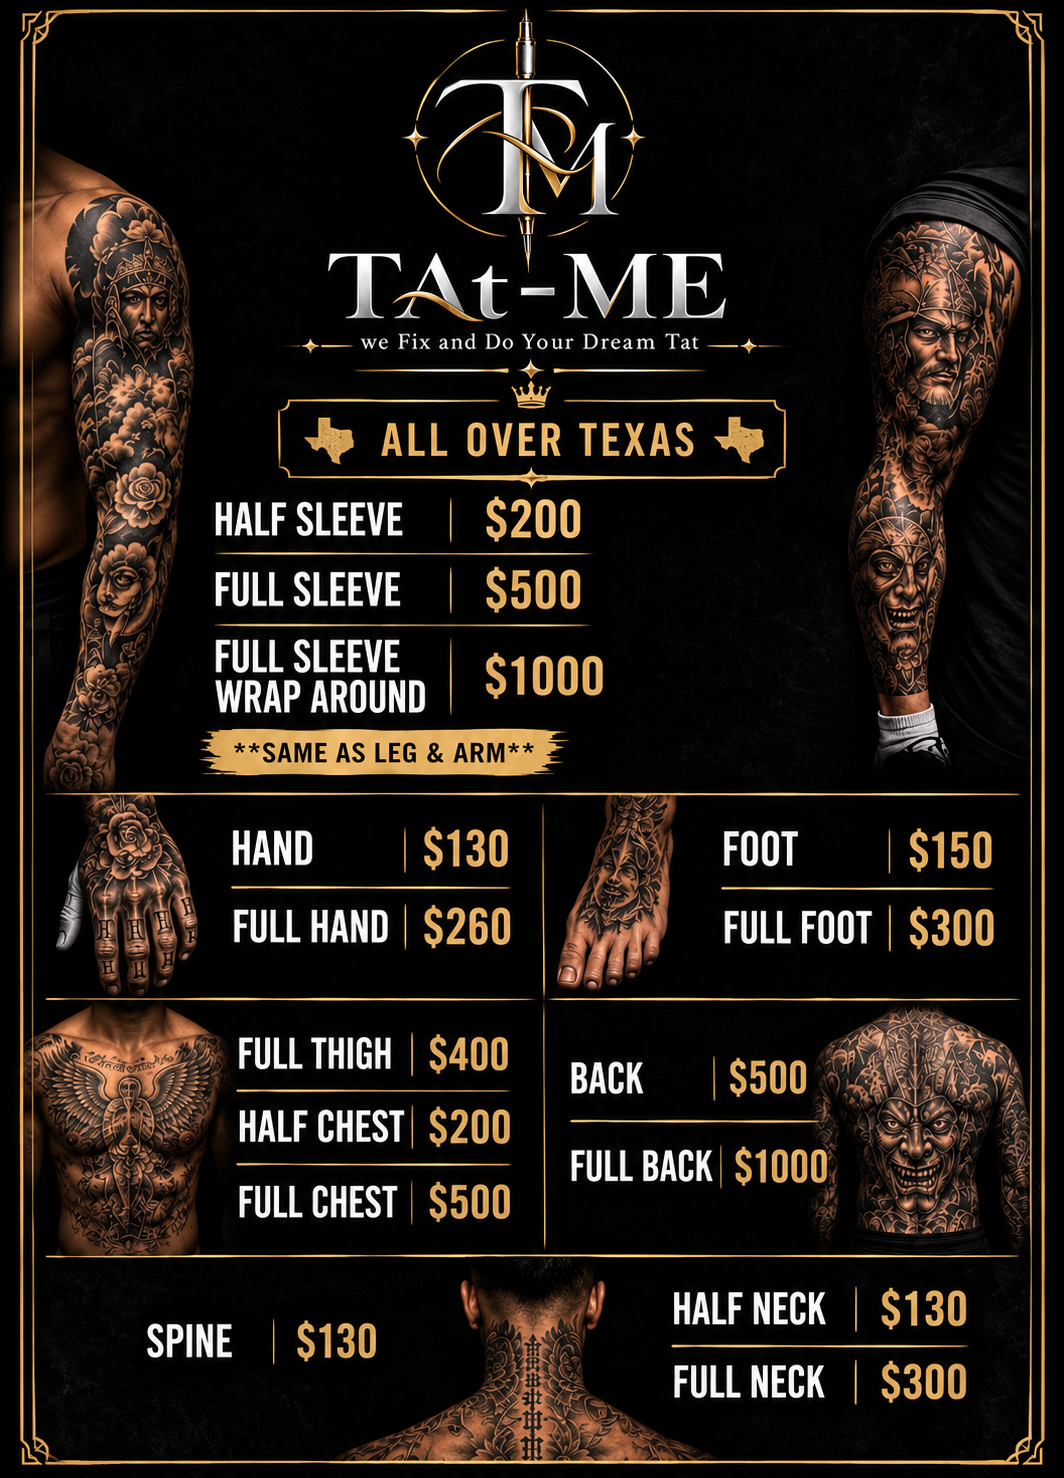 TM
TAt-ME
we Fix and Do Your Dream Tat
ALL OVER TEXAS
HALF SLEEVE $200
FULL SLEEVE $500
FULL SLEEVE
WRAP AROUND $1000
**SAME AS LEG & ARM**
HAND $130
FULL HAND $260
FOOT $150
FULL FOOT $300
FULL THIGH $400
HALF CHEST $200
FULL CHEST $500
BACK $500
FULL BACK $1000
SPINE $130
HALF NECK $130
FULL NECK $300